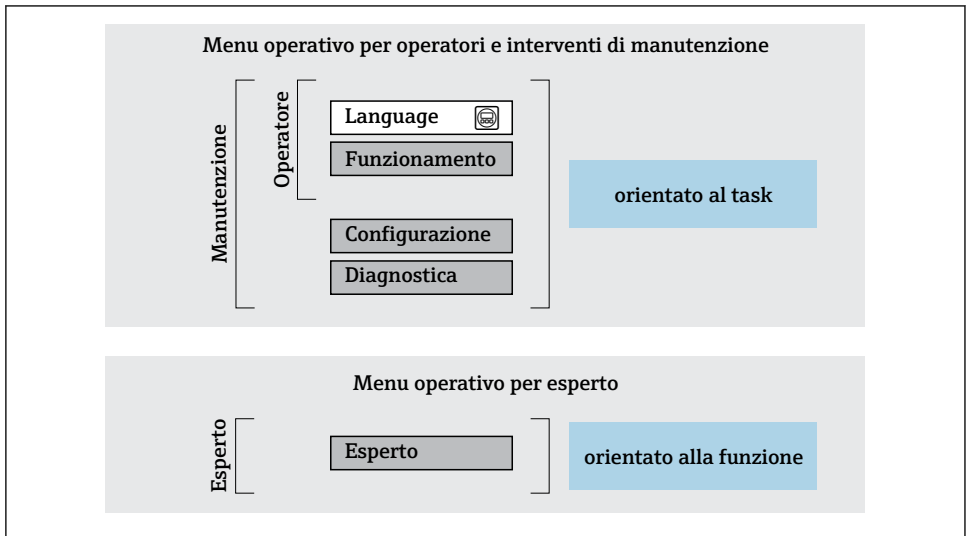 Menu operativo per operatori e interventi di manutenzione
Manutenzione
Operatore
Language
Funzionamento
Configurazione
Diagnostica
orientato al task
Menu operativo per esperto
Esperto
Esperto
orientato alla funzione